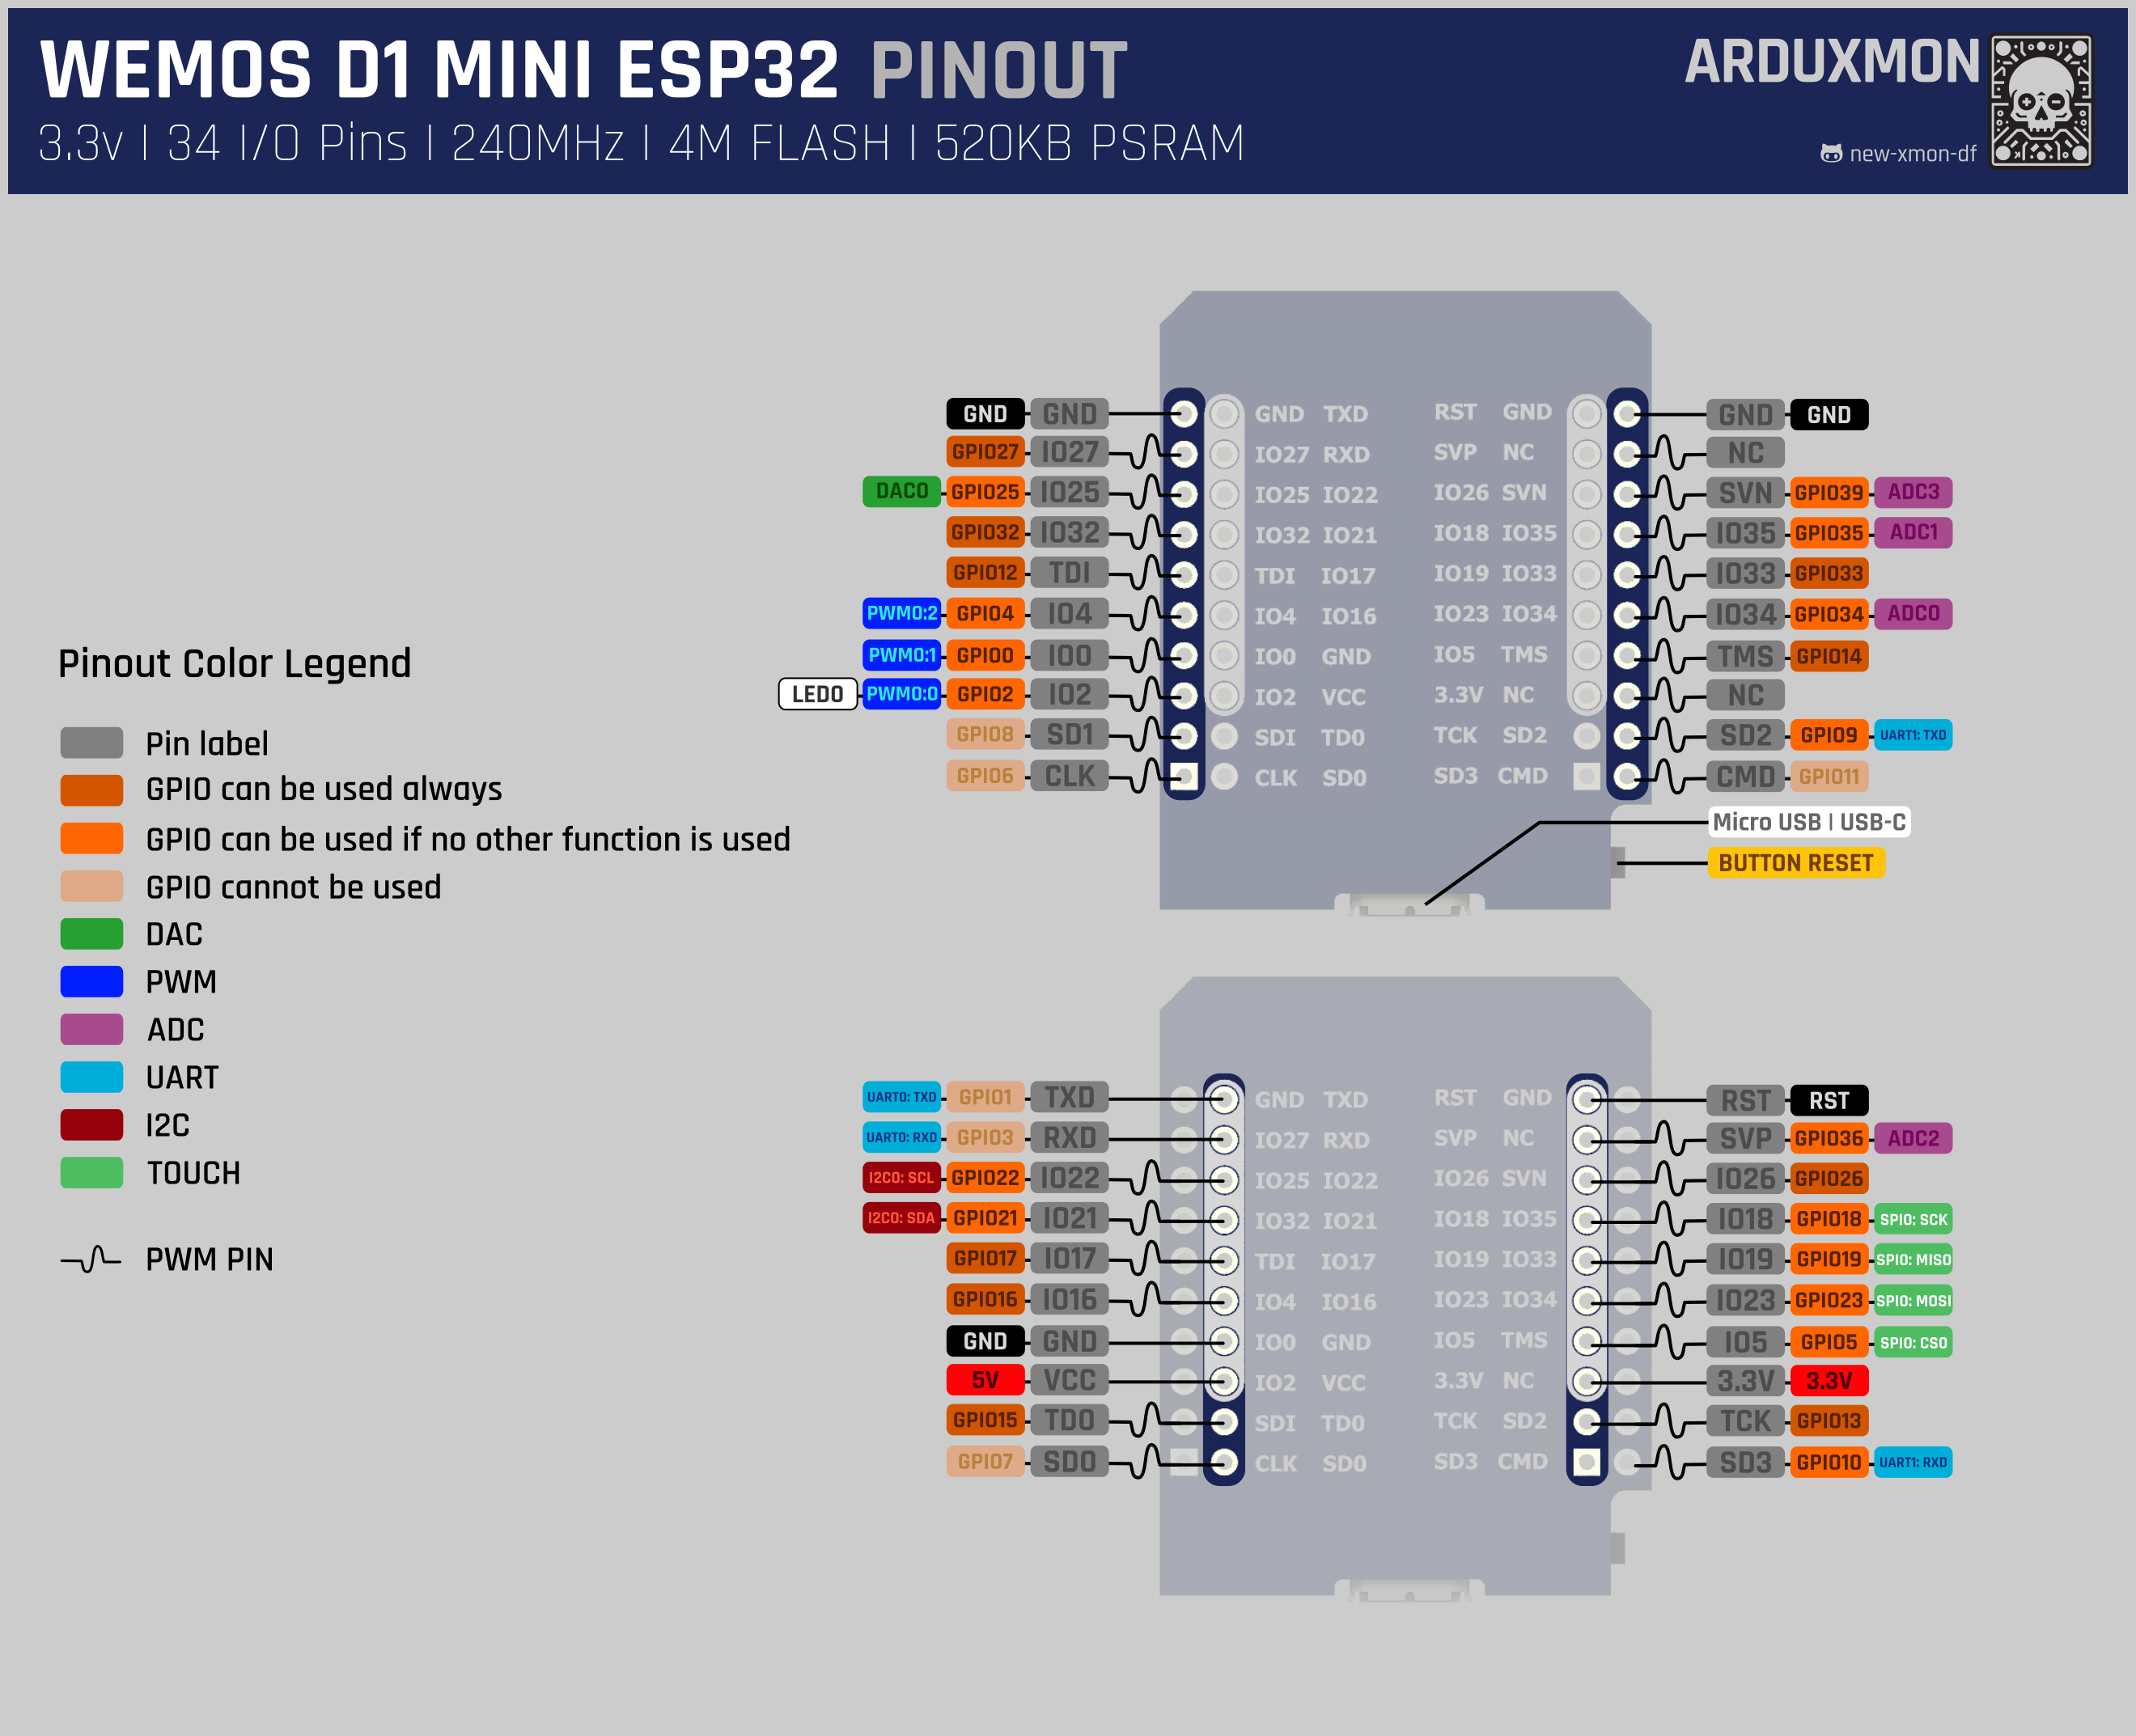 WEMOS D1 MINI ESP32 PINOUT
3.3v | 34 I/O Pins | 240MHz | 4M FLASH | 520KB PSRAM
ARDUXMON
new-xmon-df
Pinout Color Legend
Pin label
GPIO can be used always
GPIO can be used if no other function is used
GPIO cannot be used
DAC
PWM
ADC
UART
I2C
TOUCH
PWM PIN
GND GND GND TXD RST GND GND GND
GPIO27 IO27 IO27 RXD SVP NC NC
DAC0 GPIO25 IO25 IO25 IO22 IO26 SVN SVN GPIO39 ADC3
GPIO32 IO32 IO32 IO21 IO18 IO35 IO35 GPIO35 ADC1
GPIO12 TDI TDI IO17 IO19 IO33 IO33 GPIO33
PWM0:2 GPIO4 IO4 IO4 IO16 IO23 IO34 IO34 GPIO34 ADC0
PWM0:1 GPIO0 IO0 IO0 GND IO5 TMS TMS GPIO14
LED0 PWM0:0 GPIO2 IO2 IO2 VCC 3.3V NC NC
GPIO8 SD1 SDI TD0 TCK SD2 SD2 GPIO9 UART1: TXD
GPIO6 CLK CLK SD0 SD3 CMD CMD GPIO11
Micro USB | USB-C
BUTTON RESET
UART0: TXD GPIO1 TXD GND TXD RST GND RST RST
UART0: RXD GPIO3 RXD IO27 RXD SVP NC SVP GPIO36 ADC2
I2C0: SCL GPIO22 IO22 IO25 IO22 IO26 SVN IO26 GPIO26
I2C0: SDA GPIO21 IO21 IO32 IO21 IO18 IO35 IO18 GPIO18 SPI0: SCK
GPIO17 IO17 TDI IO17 IO19 IO33 IO19 GPIO19 SPI0: MISO
GPIO16 IO16 IO4 IO16 IO23 IO34 IO23 GPIO23 SPI0: MOSI
GND GND IO0 GND IO5 TMS IO5 GPIO5 SPI0: CS0
5V VCC IO2 VCC 3.3V NC 3.3V 3.3V
GPIO15 TDO SDI TD0 TCK SD2 TCK GPIO13
GPIO7 SD0 CLK SD0 SD3 CMD SD3 GPIO10 UART1: RXD